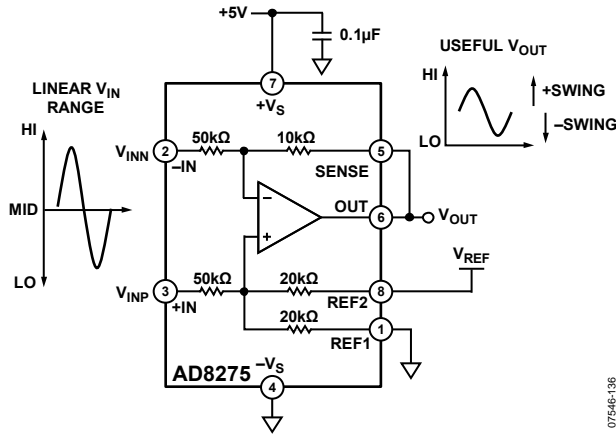 +5V
0.1µF
7
+VS
LINEAR VIN
RANGE
HI
MID
LO
USEFUL VOUT
HI
LO
+SWING
–SWING
VINN
2
–IN
50kΩ
10kΩ
5
SENSE
–
+
OUT
6
VOUT
VINP
3
+IN
50kΩ
20kΩ
REF2
8
VREF
20kΩ
REF1
1
AD8275
–VS
4
07546-136